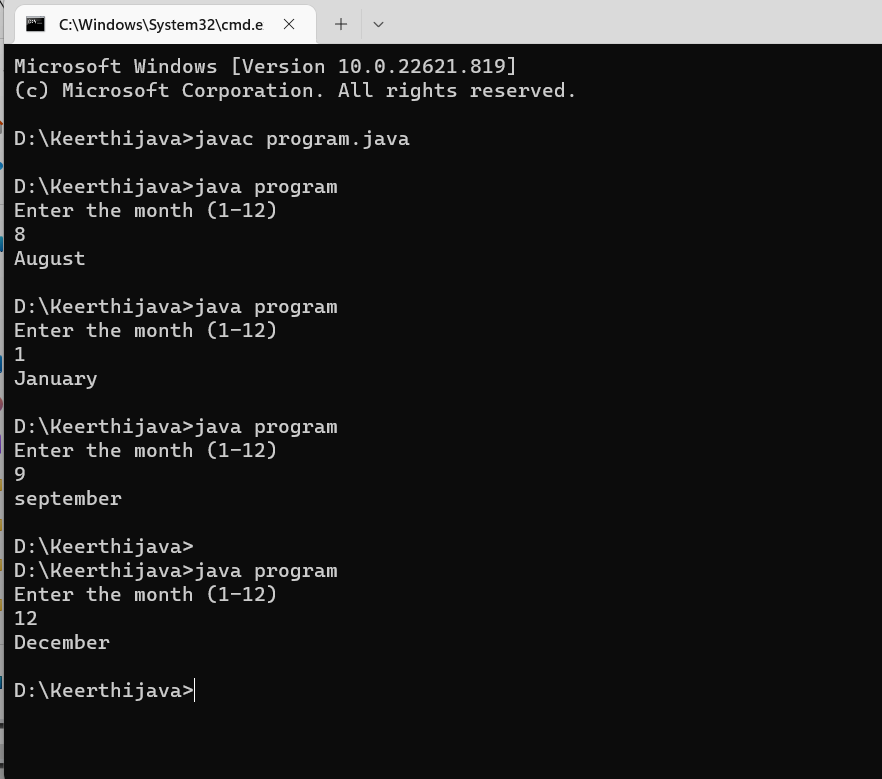 C:\Windows\System32\cmd.e
Microsoft Windows [Version 10.0.22621.819]
(c) Microsoft Corporation. All rights reserved.
D:\Keerthijava>javac program.java
D:\Keerthijava>java program
Enter the month (1-12)
8
August
D:\Keerthijava>java program
Enter the month (1-12)
1
January
D:\Keerthijava>java program
Enter the month (1-12)
9
september
D:\Keerthijava>
D:\Keerthijava>java program
Enter the month (1-12)
12
December
D:\Keerthijava>